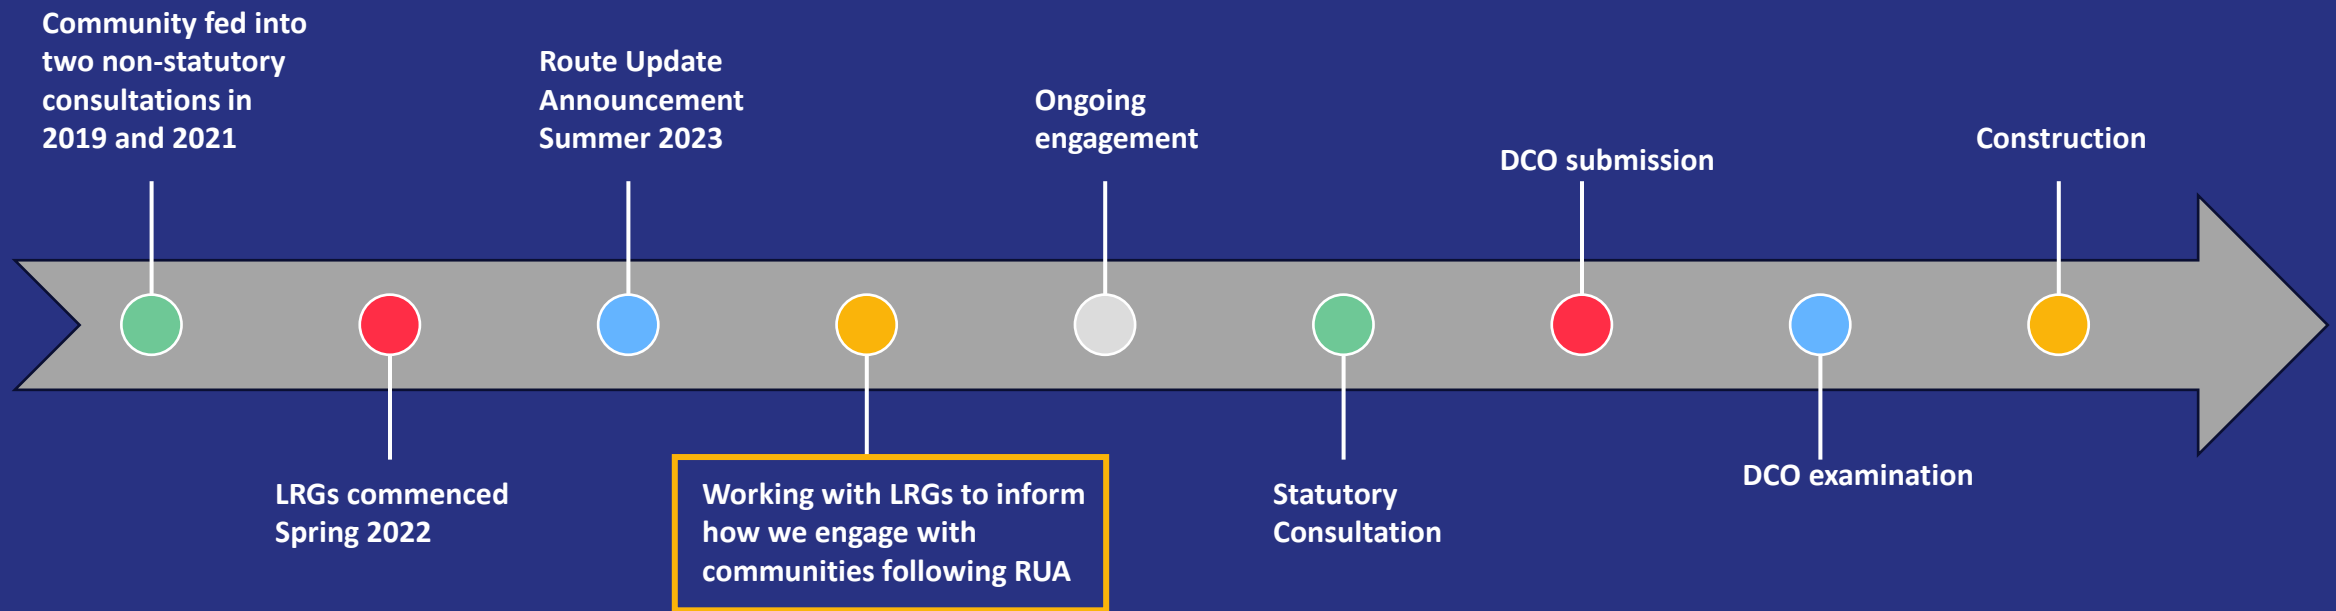 Community fed into
two non-statutory
consultations in
2019 and 2021
LRGs commenced
Spring 2022
Route Update
Announcement
Summer 2023
Working with LRGs to inform
how we engage with
communities following RUA
Ongoing
engagement
Statutory
Consultation
DCO submission
DCO examination
Construction